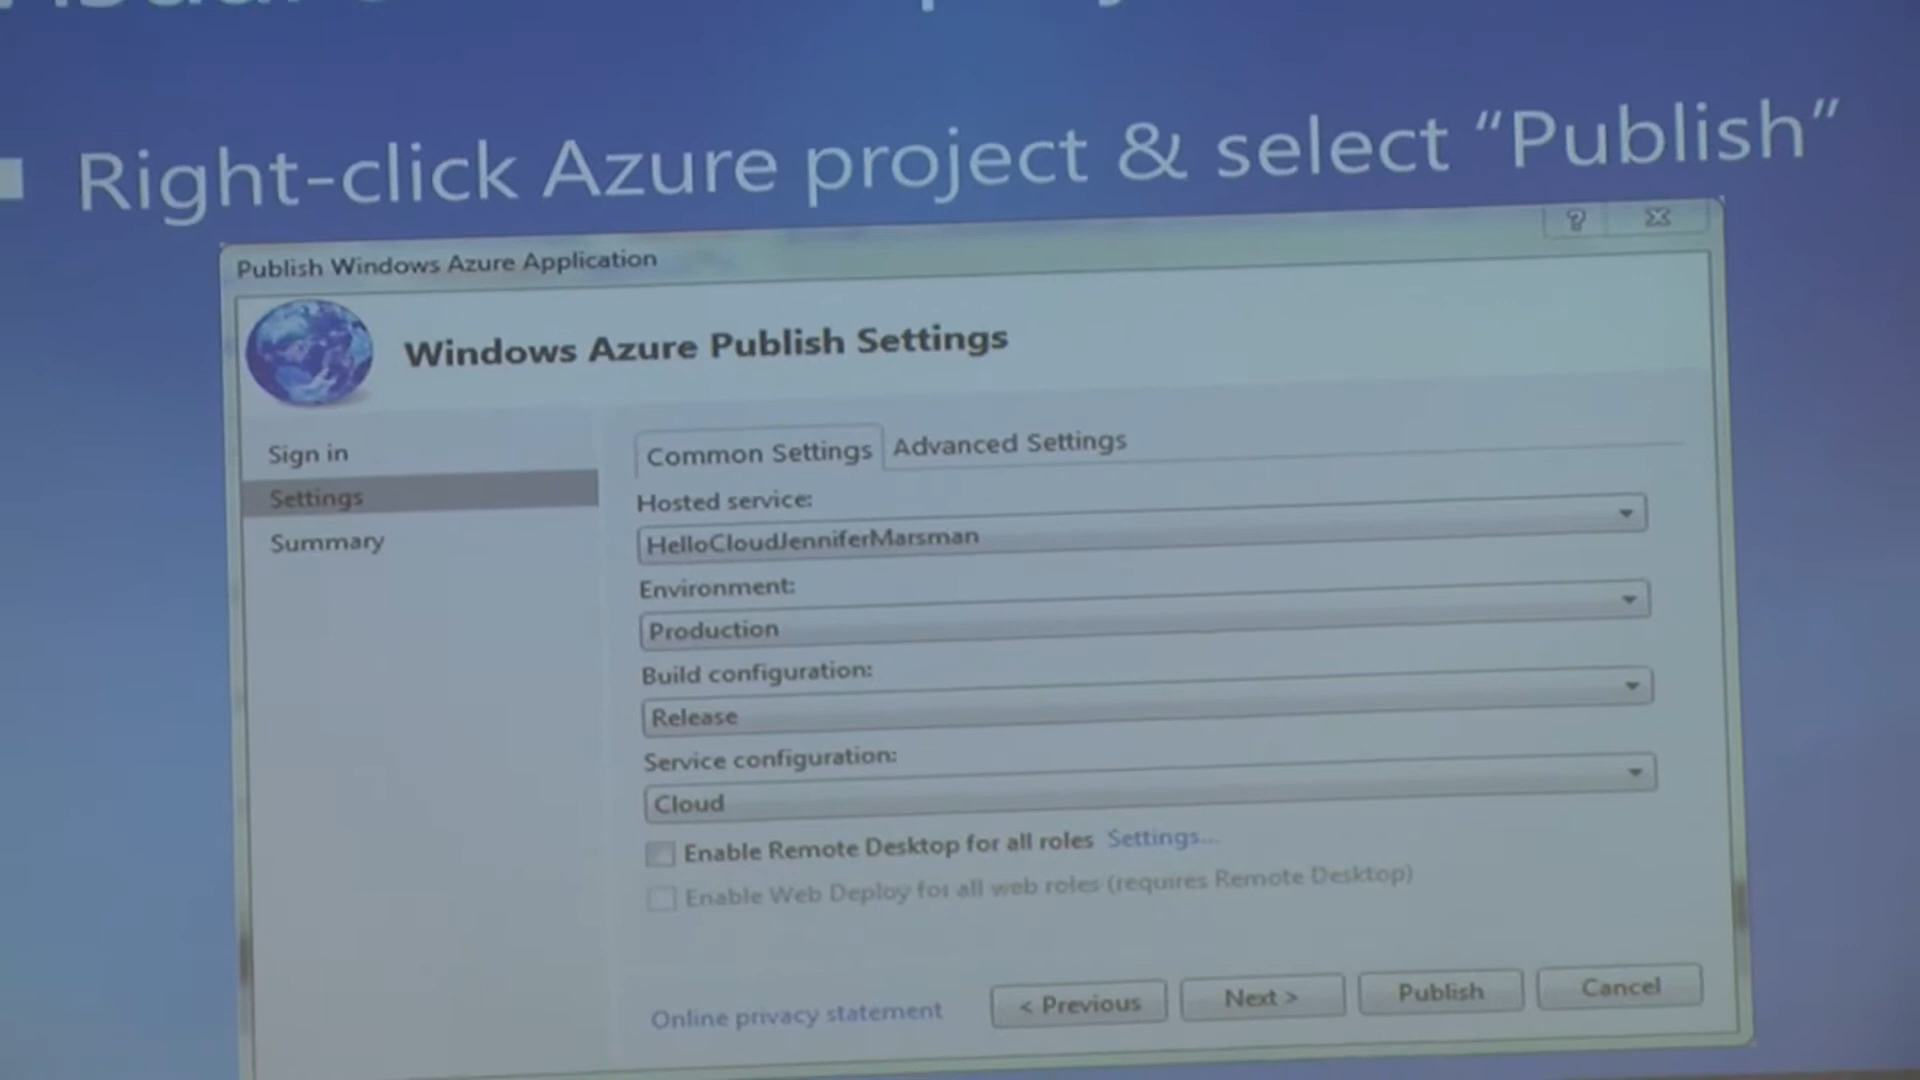 Right-click Azure project & select “Publish”
Publish Windows Azure Application
Windows Azure Publish Settings
Sign in
Settings
Summary
Common Settings
Advanced Settings
Hosted service:
HelloCloudJenniferMarsman
Environment:
Production
Build configuration:
Release
Service configuration:
Cloud
Enable Remote Desktop for all roles Settings...
Enable Web Deploy for all web roles (requires Remote Desktop)
Online privacy statement
< Previous
Next >
Publish
Cancel